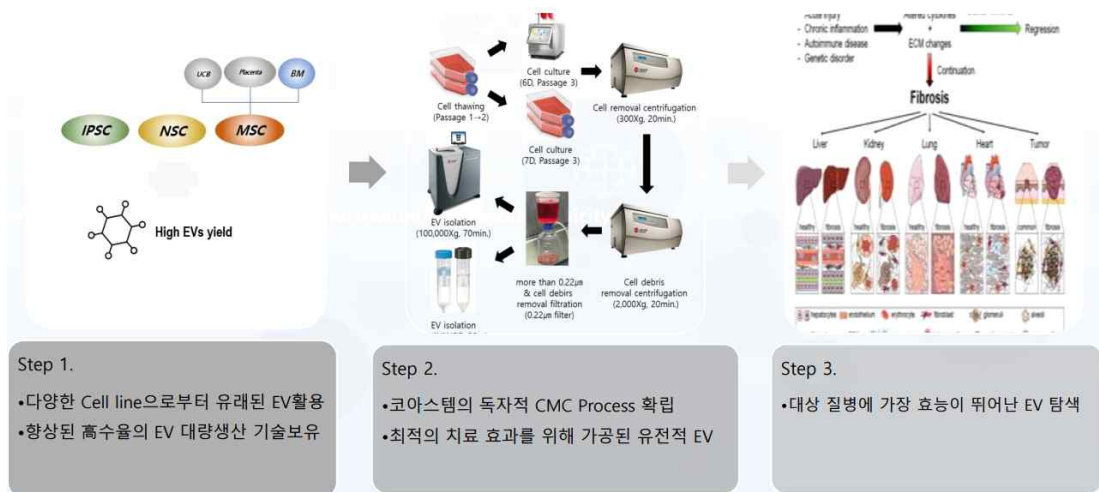 UCB
Placenta
BM
IPSC
NSC
MSC
High EVs yield
Cell thawing
(Passage 1→2)
Cell culture
(6D, Passage 3)
Cell culture
(7D, Passage 3)
Cell removal centrifugation
(300Xg, 20min.)
EV isolation
(100,000Xg, 70min.)
EV isolation
more than 0.22μm
& cell debirs
removal filtration
(0.22μm filter)
Cell debris
removal centrifugation
(2,000Xg, 20min.)
Acute injury
- Chronic inflammation
- Autoimmune disease
- Genetic disorder
Altered cytokines
+
ECM changes
Regression
Continuation
Fibrosis
Liver
Kidney
Lung
Heart
Tumor
healthy
fibrosis
healthy
fibrosis
healthy
fibrosis
healthy
fibrosis
common
fibrosis
hepatocytes
endothelium
erythrocyte
fibroblast
glomeruli
alveoli
Step 1.
•다양한 Cell line으로부터 유래된 EV활용
•향상된 高수율의 EV 대량생산 기술보유
Step 2.
•코아스템의 독자적 CMC Process 확립
•최적의 치료 효과를 위해 가공된 유전적 EV
Step 3.
•대상 질병에 가장 효능이 뛰어난 EV 탐색